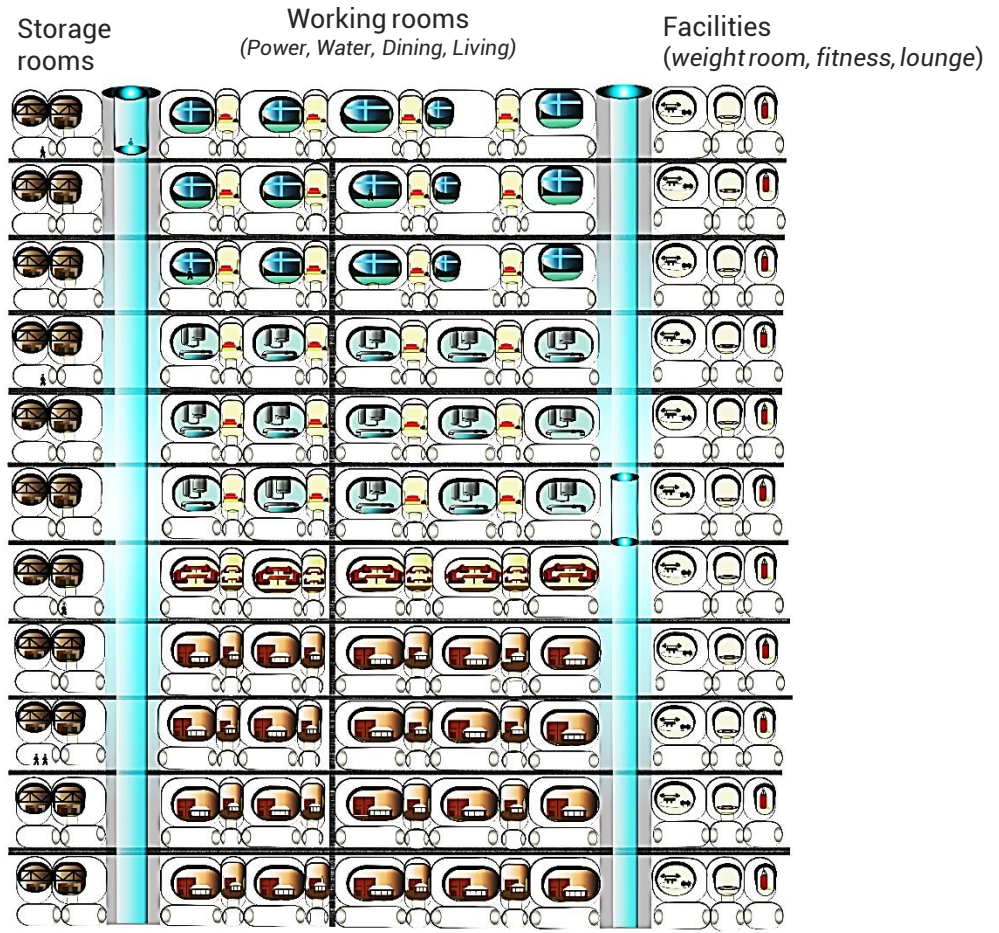 Storage
rooms
Working rooms
(Power, Water, Dining, Living)
Facilities
(weight room, fitness, lounge)